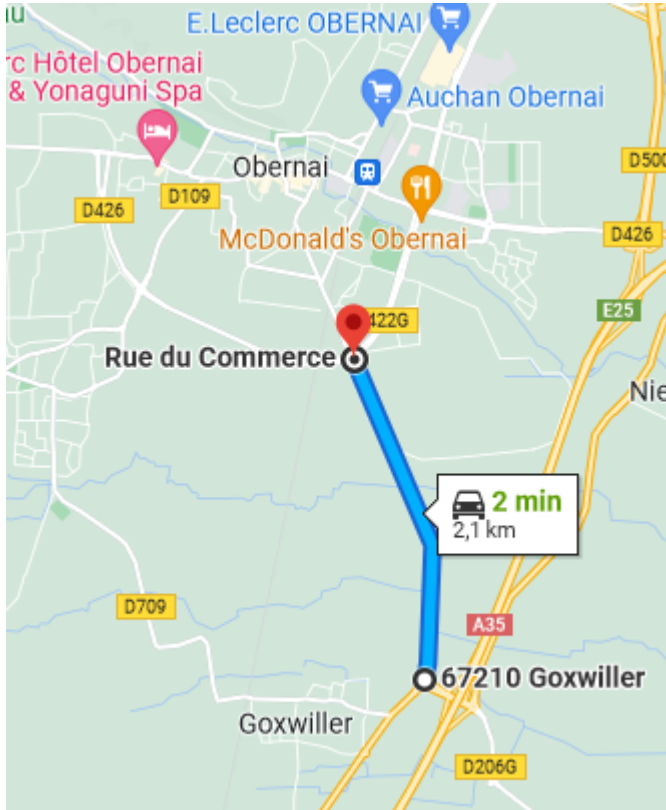 E.Leclerc OBERNAI
rc Hôtel Obernai
& Yonaguni Spa
Auchan Obernai
D500
Obernai
D109
D426
McDonald's Obernai
D426
E25
422G
Rue du Commerce
Nie
2 min
2,1 km
D709
A35
67210 Goxwiller
Goxwiller
D206G